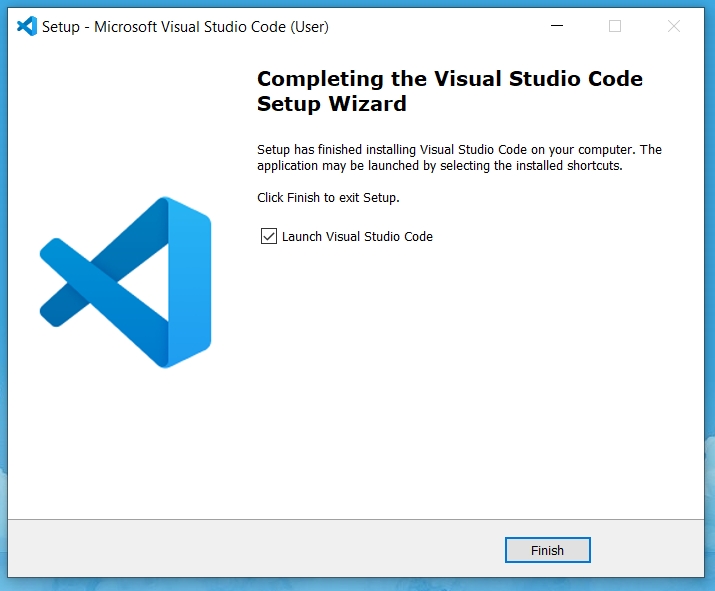 Setup - Microsoft Visual Studio Code (User)
Completing the Visual Studio Code
Setup Wizard
Setup has finished installing Visual Studio Code on your computer. The
application may be launched by selecting the installed shortcuts.
Click Finish to exit Setup.
Launch Visual Studio Code
Finish